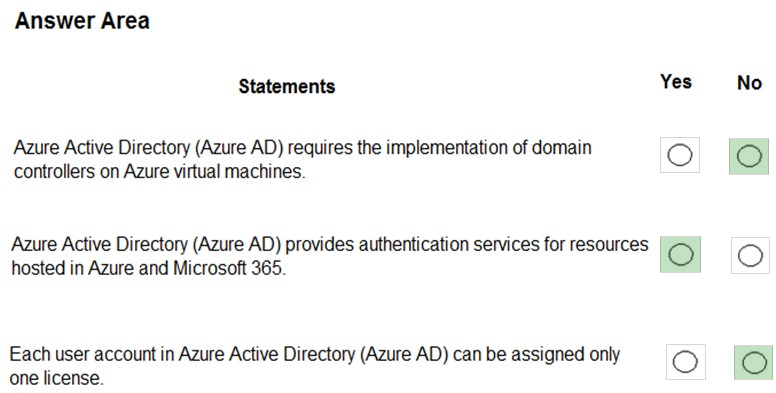 Answer Area
Statements Yes No
Azure Active Directory (Azure AD) requires the implementation of domain
controllers on Azure virtual machines.
Azure Active Directory (Azure AD) provides authentication services for resources
hosted in Azure and Microsoft 365.
Each user account in Azure Active Directory (Azure AD) can be assigned only
one license.